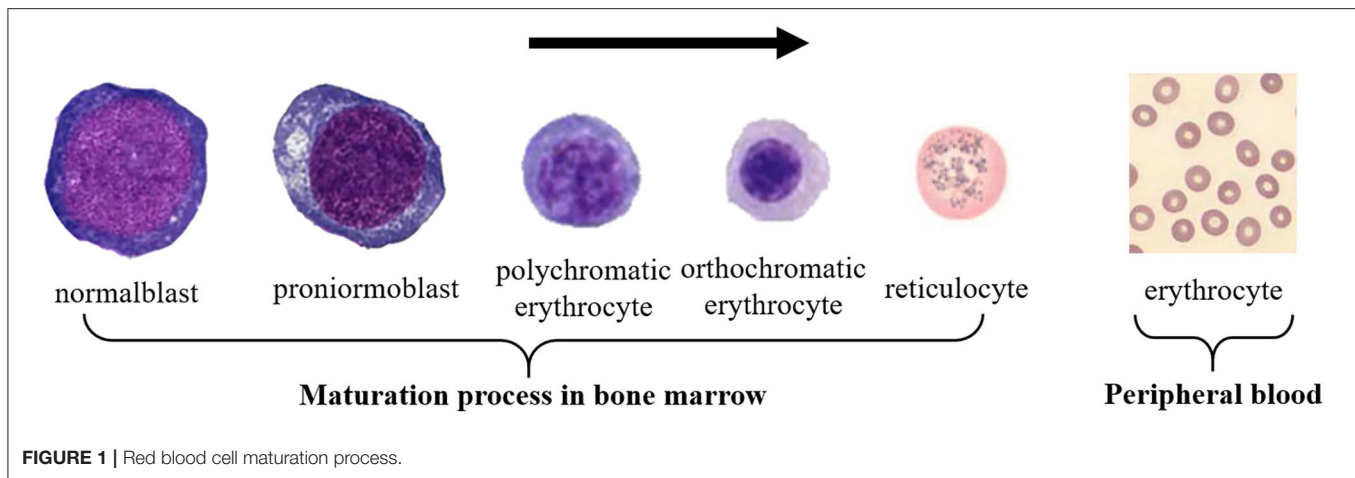 normalblast
proniormoblast
polychromatic
erythrocyte
orthochromatic
erythrocyte
reticulocyte
erythrocyte
Maturation process in bone marrow
Peripheral blood
FIGURE 1 | Red blood cell maturation process.